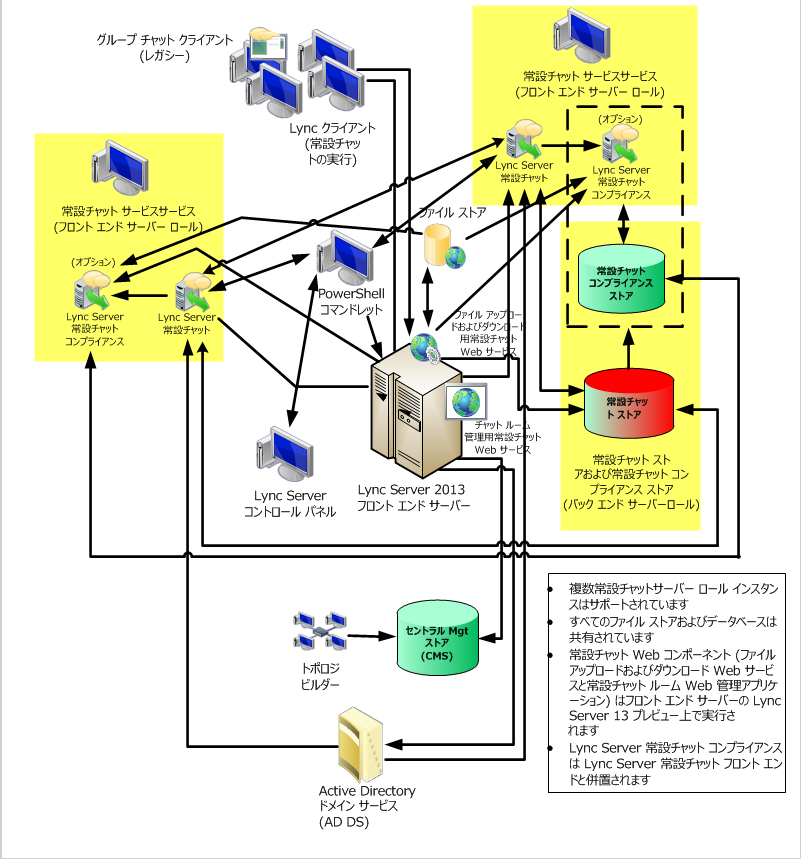 グループ チャット クライアント
(レガシー)
Lync クライアント
(常設チャッ
トの実行)
常設チャット サービスサービス
(フロント エンド サーバー ロール)
(オプション)
Lync Server
常設チャット
Lync Server
常設チャット
コンプライアンス
常設チャット サービスサービス
(フロント エンド サーバー ロール)
(オプション)
Lync Server
常設チャット
コンプライアンス
Lync Server
常設チャット
ファイル ストア
PowerShell
コマンドレット
ファイル アップロー
ドおよびダウンロード
用常設チャット
Web サービス
常設チャット
コンプライアンス
ストア
常設チャッ
ト ストア
チャット ルーム
管理用常設チャット
Web サービス
常設チャット スト
アおよび常設チャット コン
プライアンス ストア
(バック エンド サーバーロール)
Lync Server
コントロール パネル
Lync Server 2013
フロント エンド サーバー
トポロジ
ビルダー
セントラル Mgt
ストア
(CMS)
Active Directory
ドメイン サービス
(AD DS)
• 複数常設チャットサーバー ロール インスタン
スはサポートされています
• すべてのファイル ストアおよびデータベースは
共有されています
• 常設チャット Web コンポーネント (ファイル
アップロードおよびダウンロード Web サービ
スと常設チャット ルーム Web 管理アプリケ
ーション) はフロント エンド サーバーの Lync
Server 13 プレビュー上で実行さ
れます
• Lync Server 常設チャット コンプライアンス
は Lync Server 常設チャット フロント エン
ドと併置されます